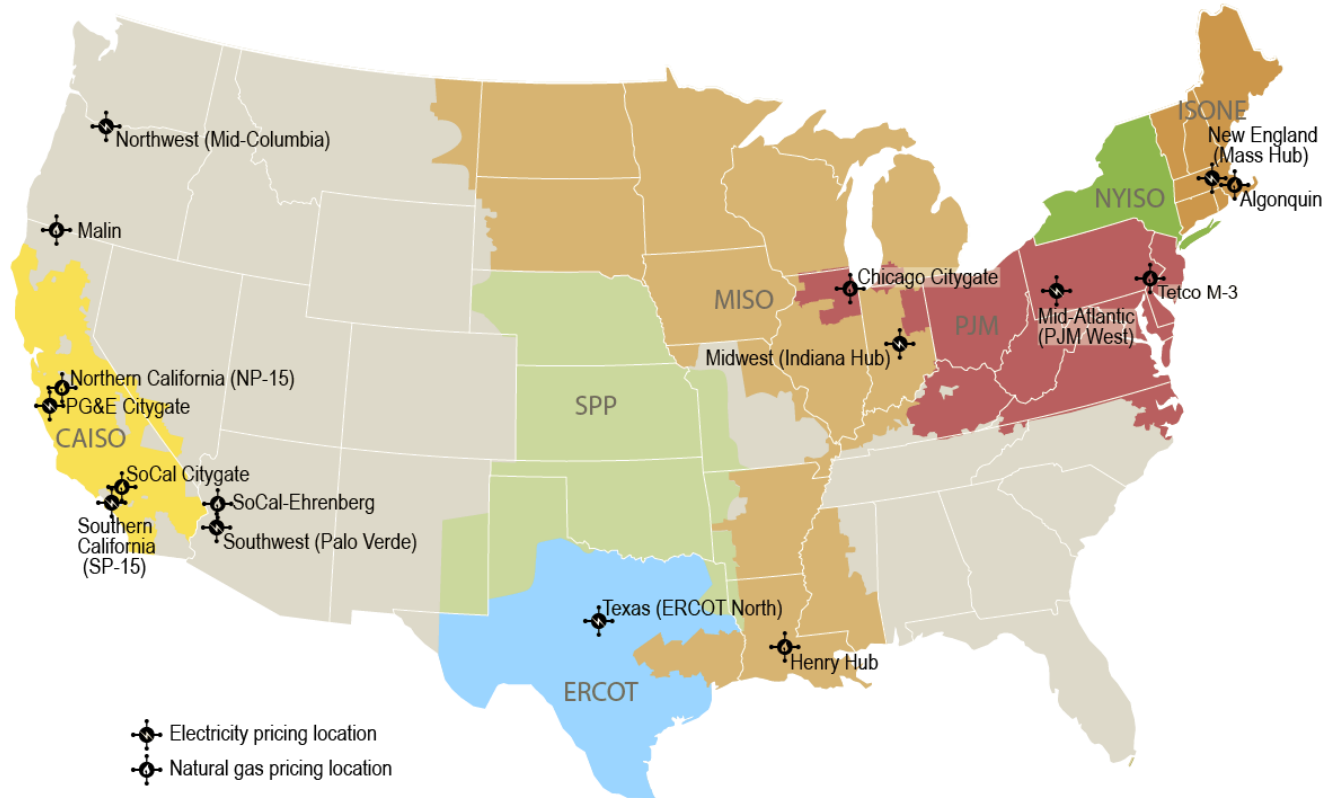 ISONE
New England
(Mass Hub)
Northwest (Mid-Columbia)
NYISO
Algonquin
Malin
Chicago Citygate
Tetco M-3
MISO
Mid-Atlantic
(PJM West)
PJM
Midwest (Indiana Hub)
Northern California (NP-15)
PG&E Citygate
SPP
CAISO
SoCal Citygate
SoCal-Ehrenberg
Southern
California
(SP-15)
Southwest (Palo Verde)
Texas (ERCOT North)
Henry Hub
ERCOT
Electricity pricing location
Natural gas pricing location